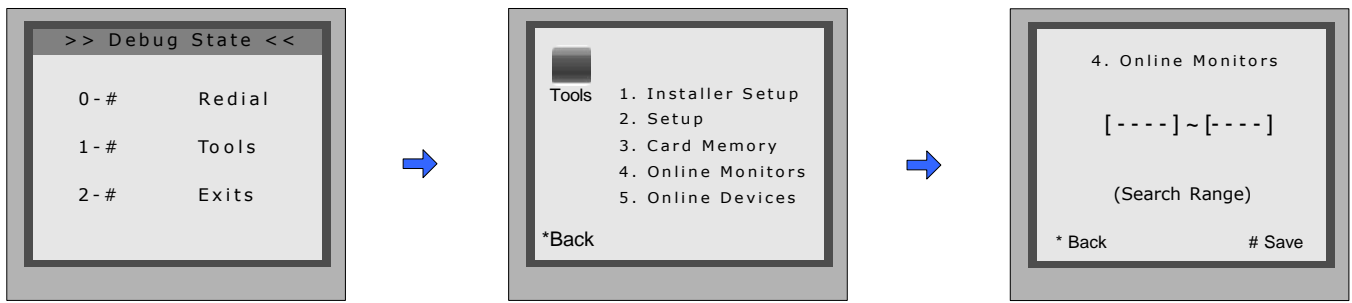 >> Debug State <<
0-# Redial
1-# Tools
2-# Exits
Tools
1. Installer Setup
2. Setup
3. Card Memory
4. Online Monitors
5. Online Devices
*Back
4. Online Monitors
[----]~[----]
(Search Range)
* Back # Save